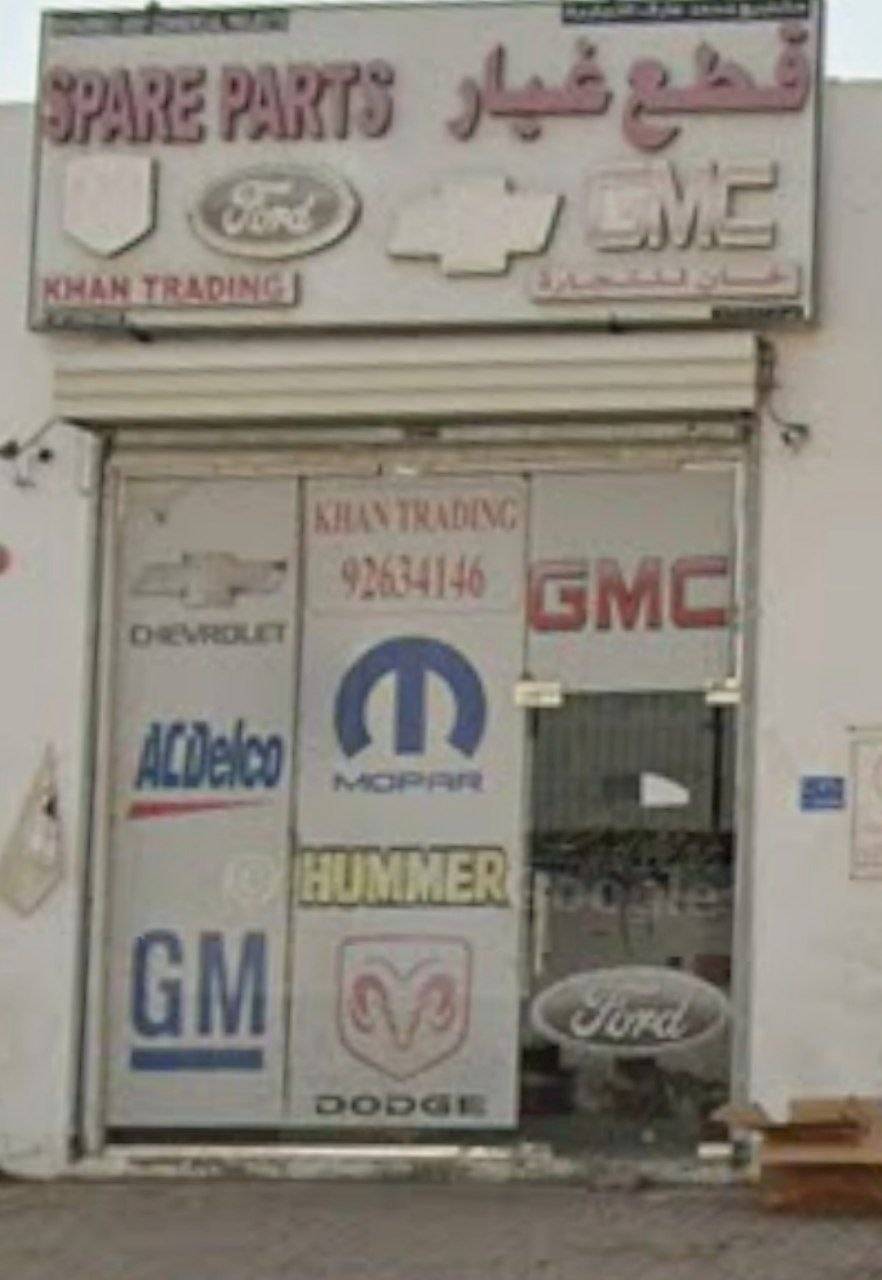 SPARE PARTS
قطع غيار
Ford
GMC
KHAN TRADING
خان للتجارة
CHEVROLET
ACDelco
GM
KHAN TRADING
92634146
MOPAR
HUMMER
DODGE
GMC
Ford
Google